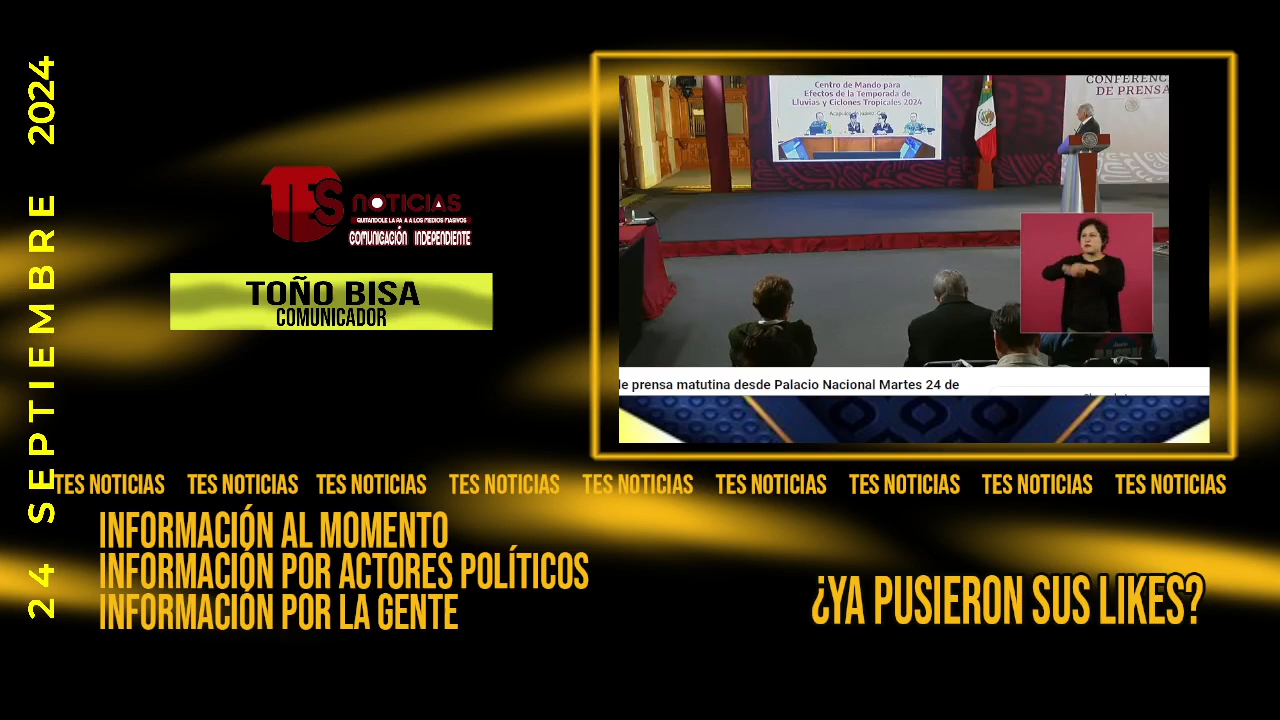 24 SEPTIEMBRE 2024
TES NOTICIAS
COMUNICACIÓN INDEPENDIENTE
TOÑO BISA
COMUNICADOR
Centro de Mando para
Efectos de la Temporada de
Lluvias y Ciclones Tropicales 2024
CONFERENC
DE PRENSA
de prensa matutina desde Palacio Nacional Martes 24 de
TES NOTICIAS TES NOTICIAS TES NOTICIAS TES NOTICIAS TES NOTICIAS TES NOTICIAS TES NOTICIAS TES NOTICIAS TES NOTICIAS
INFORMACIÓN AL MOMENTO
INFORMACIÓN POR ACTORES POLÍTICOS
INFORMACIÓN POR LA GENTE
¿YA PUSIERON SUS LIKES?